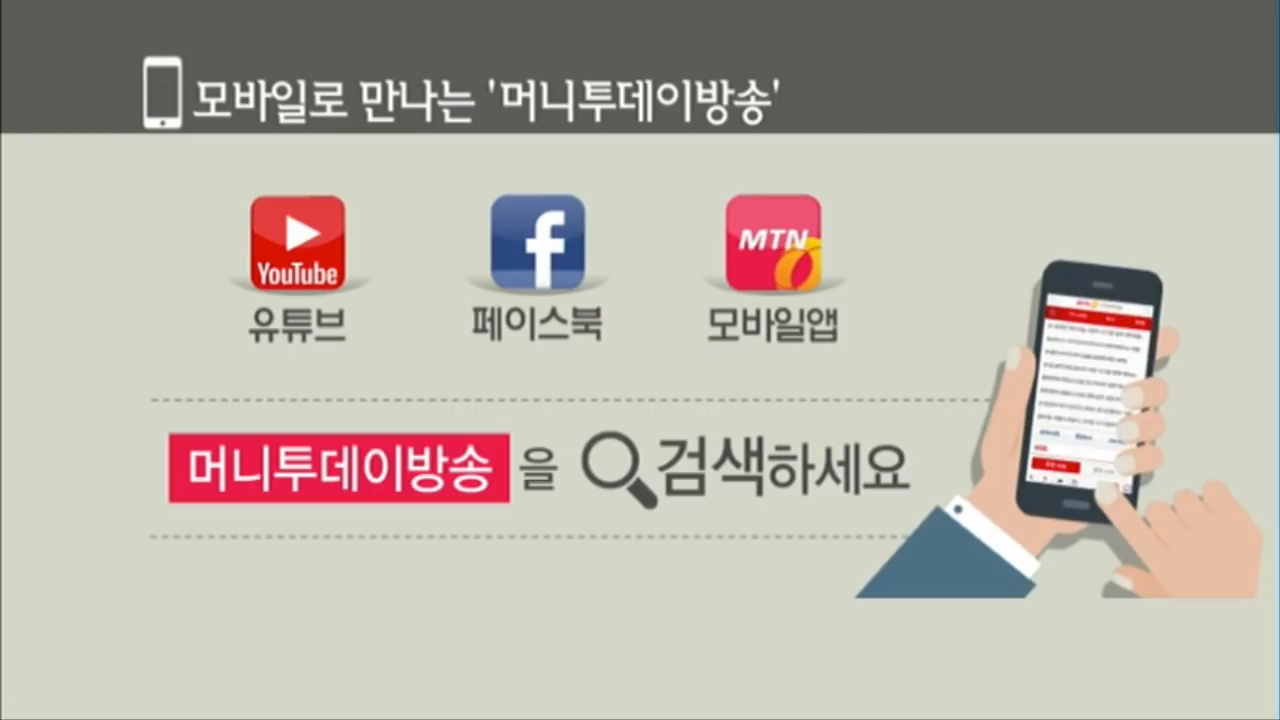 모바일로 만나는 '머니투데이방송'
YouTube
MTN
유튜브
페이스북
모바일앱
머니투데이방송 을 검색하세요